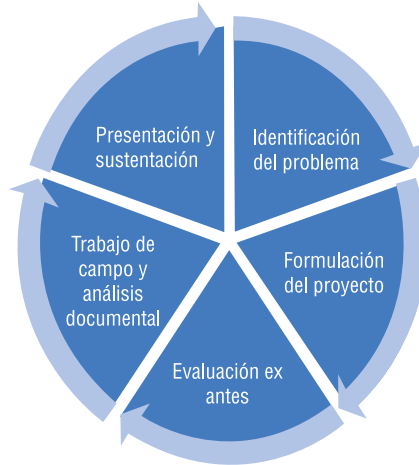 Presentación y
sustentación
Identificación
del problema
Formulación
del proyecto
Evaluación ex
antes
Trabajo de
campo y
análisis
documental